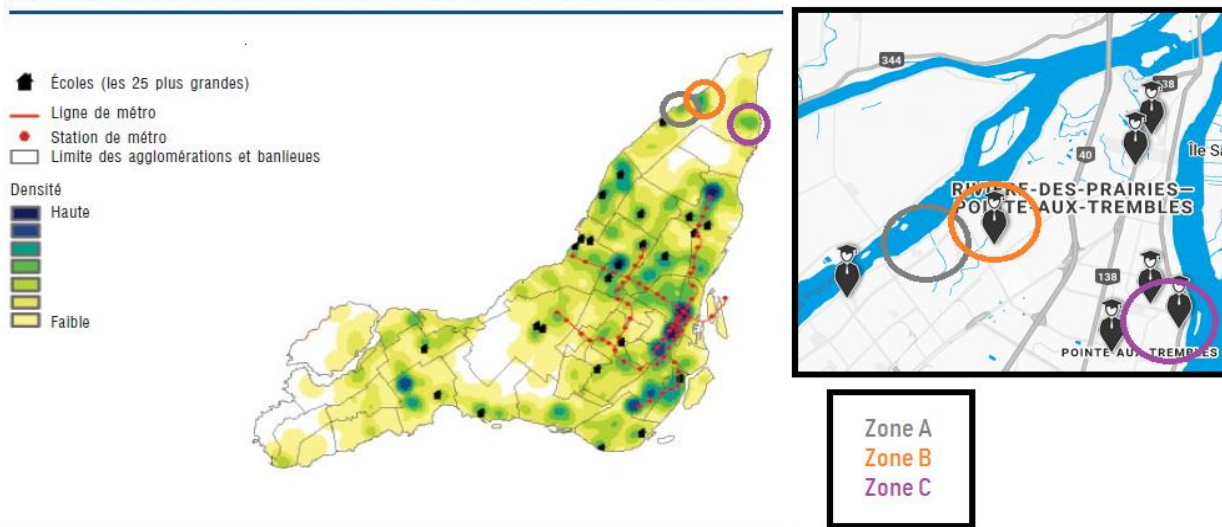 Écoles (les 25 plus grandes)
Ligne de métro
Station de métro
Limite des agglomérations et banlieues
Densité
Haute
Faible
344
138
40
Île Sa
RIVIÈRE-DES-PRAIRIES—
POINTE-AUX-TREMBLES
138
POINTE-AUX-TREMBLES
Zone A
Zone B
Zone C